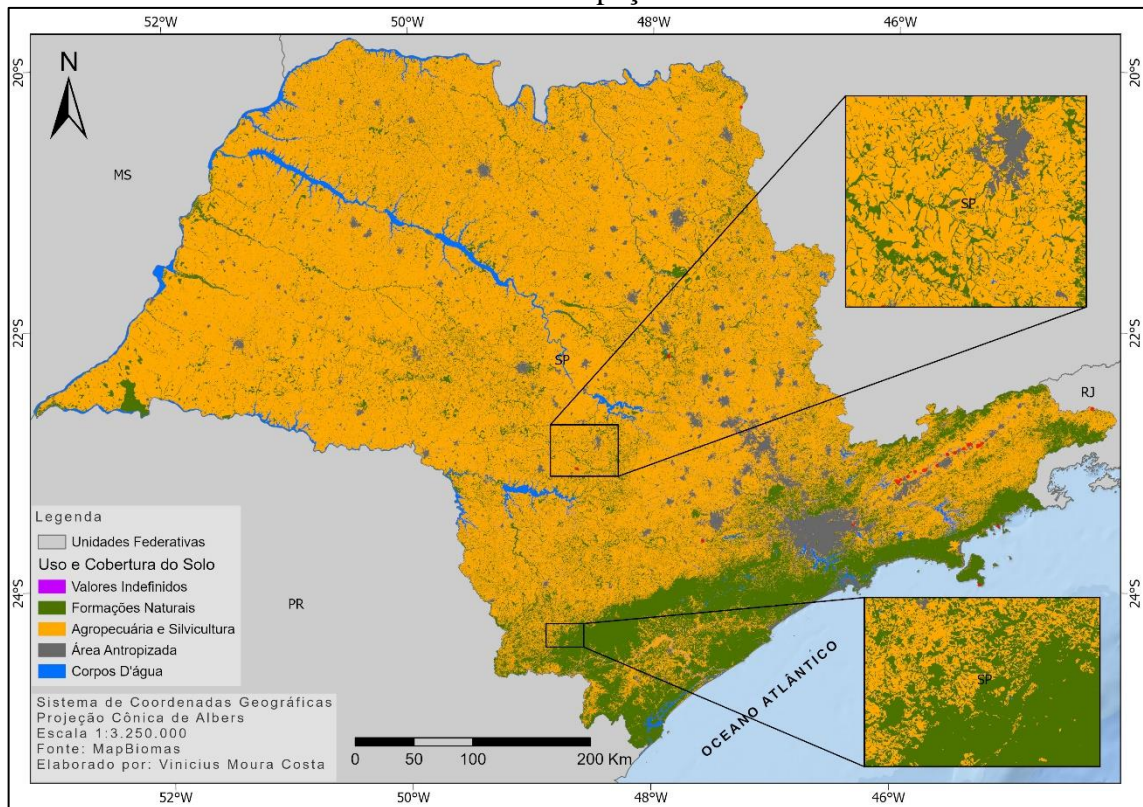 52°W 50°W 48°W 46°W
20°S 20°S
N
MS
SP
22°S
SP
RJ
22°S
Legenda
Unidades Federativas
Uso e Cobertura do Solo
Valores Indefinidos
Formações Naturais
Agropecuária e Silvicultura
Área Antropizada
Corpos D'água
24°S
PR
24°S
SP
OCEANO ATLÂNTICO
Sistema de Coordenadas Geográficas
Projeção Cônica de Albers
Escala 1:3.250.000
Fonte: MapBiomas
Elaborado por: Vinicius Moura Costa
0 50 100 200 Km
52°W 50°W 48°W 46°W